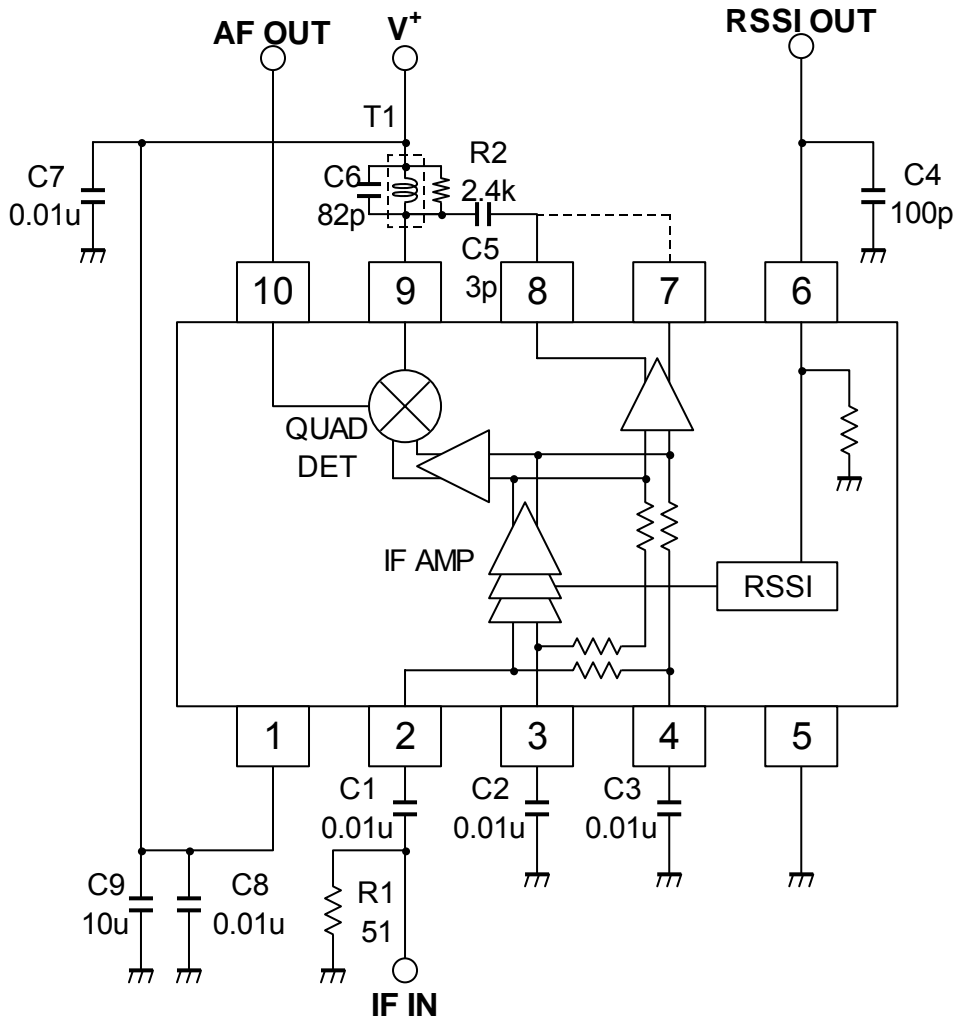 AF OUT
V+
RSSI OUT
T1
C7
0.01u
C6
82p
R2
2.4k
C5
3p
C4
100p
10
9
8
7
6
QUAD
DET
IF AMP
RSSI
1
2
3
4
5
C1
0.01u
C2
0.01u
C3
0.01u
C9
10u
C8
0.01u
R1
51
IF IN